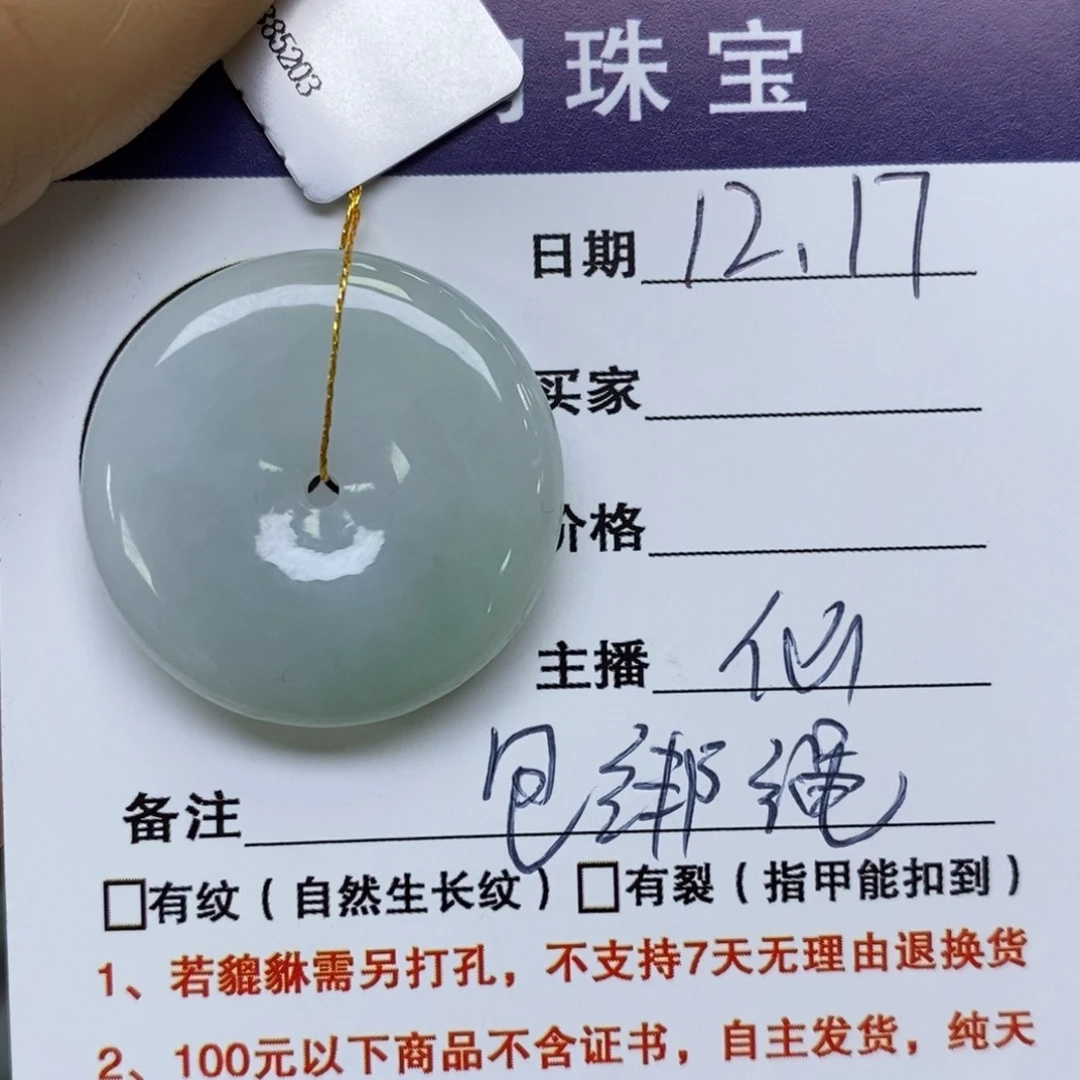 385203
珠宝
日期 12.17
买家
价格
主播 仙
备注 包绑绳
□有纹（自然生长纹） □有裂（指甲能扣到）
1、若貔貅需另打孔，不支持7天无理由退换货
2、100元以下商品不含证书，自主发货，纯天